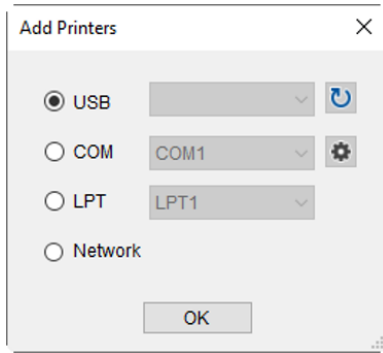 Add Printers
USB
COM COM1
LPT LPT1
Network
OK